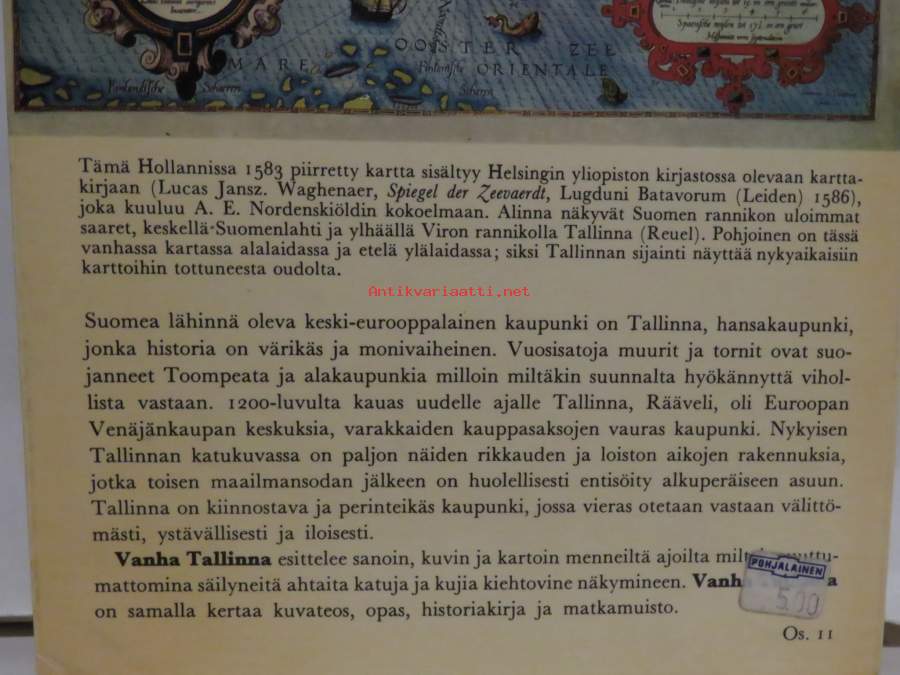 Spaensche mylen tot 17½ een graet
OOSTER ZEE
MARE ORIENTALE
Tämä Hollannissa 1583 piirretty kartta sisältyy Helsingin yliopiston kirjastossa olevaan kartta-
kirjaan (Lucas Jansz. Waghenaer, Spiegel der Zeevaerdt, Lugduni Batavorum (Leiden) 1586),
joka kuuluu A. E. Nordenskiöldin kokoelmaan. Alinna näkyvät Suomen rannikon uloimmat
saaret, keskellä Suomenlahti ja ylhäällä Viron rannikolla Tallinna (Reuel). Pohjoinen on tässä
vanhassa kartassa alalaidassa ja etelä ylälaidassa; siksi Tallinnan sijainti näyttää nykyaikaisiin
karttoihin tottuneesta oudolta.
Antikvariaatti.net
Suomea lähinnä oleva keski-eurooppalainen kaupunki on Tallinna, hansakaupunki,
jonka historia on värikäs ja monivaiheinen. Vuosisatoja muurit ja tornit ovat suo-
janneet Toompeata ja alakaupunkia milloin miltäkin suunnalta hyökännyttä vihol-
lista vastaan. 1200-luvulta kauas uudelle ajalle Tallinna, Rääveli, oli Euroopan
Venäjänkaupan keskuksia, varakkaiden kauppasaksojen vauras kaupunki. Nykyisen
Tallinnan katukuvassa on paljon näiden rikkauden ja loiston aikojen rakennuksia,
jotka toisen maailmansodan jälkeen on huolellisesti entisöity alkuperäiseen asuun.
Tallinna on kiinnostava ja perinteikäs kaupunki, jossa vieras otetaan vastaan välittö-
mästi, ystävällisesti ja iloisesti.
Vanha Tallinna esittelee sanoin, kuvin ja kartoin menneiltä ajoilta
mattomina säilyneitä ahtaita katuja ja kujia kiehtovine näkymineen.
on samalla kertaa kuvateos, opas, historiakirja ja matkamuisto.
POHJALAINEN
5.00
Os. 11